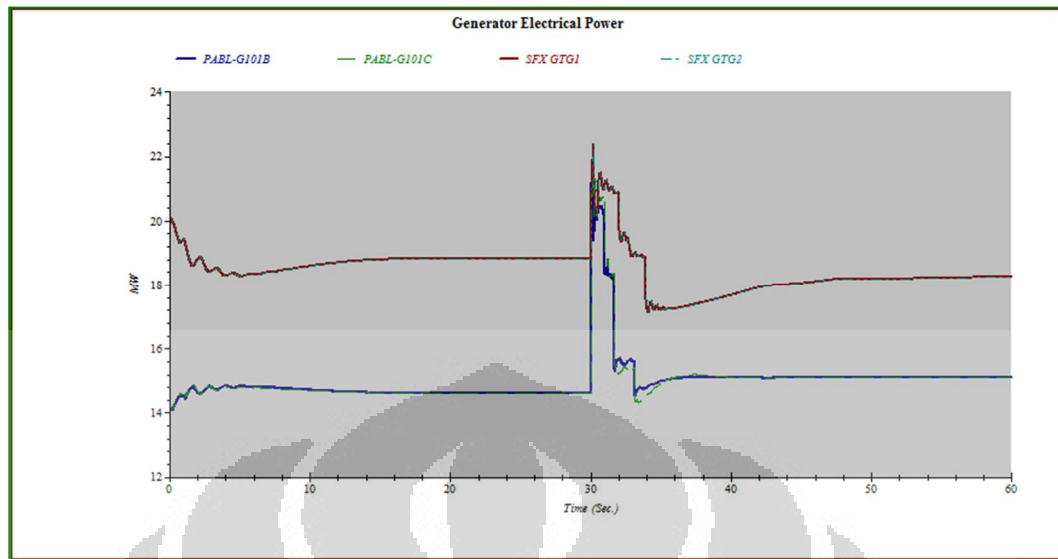 Generator Electrical Power
PABL-G101B PABL-G101C SFX GTG1 SFX GTG2
24
22
20
18
16
14
12
MW
0 10 20 30 40 50 60
Time (Sec.)